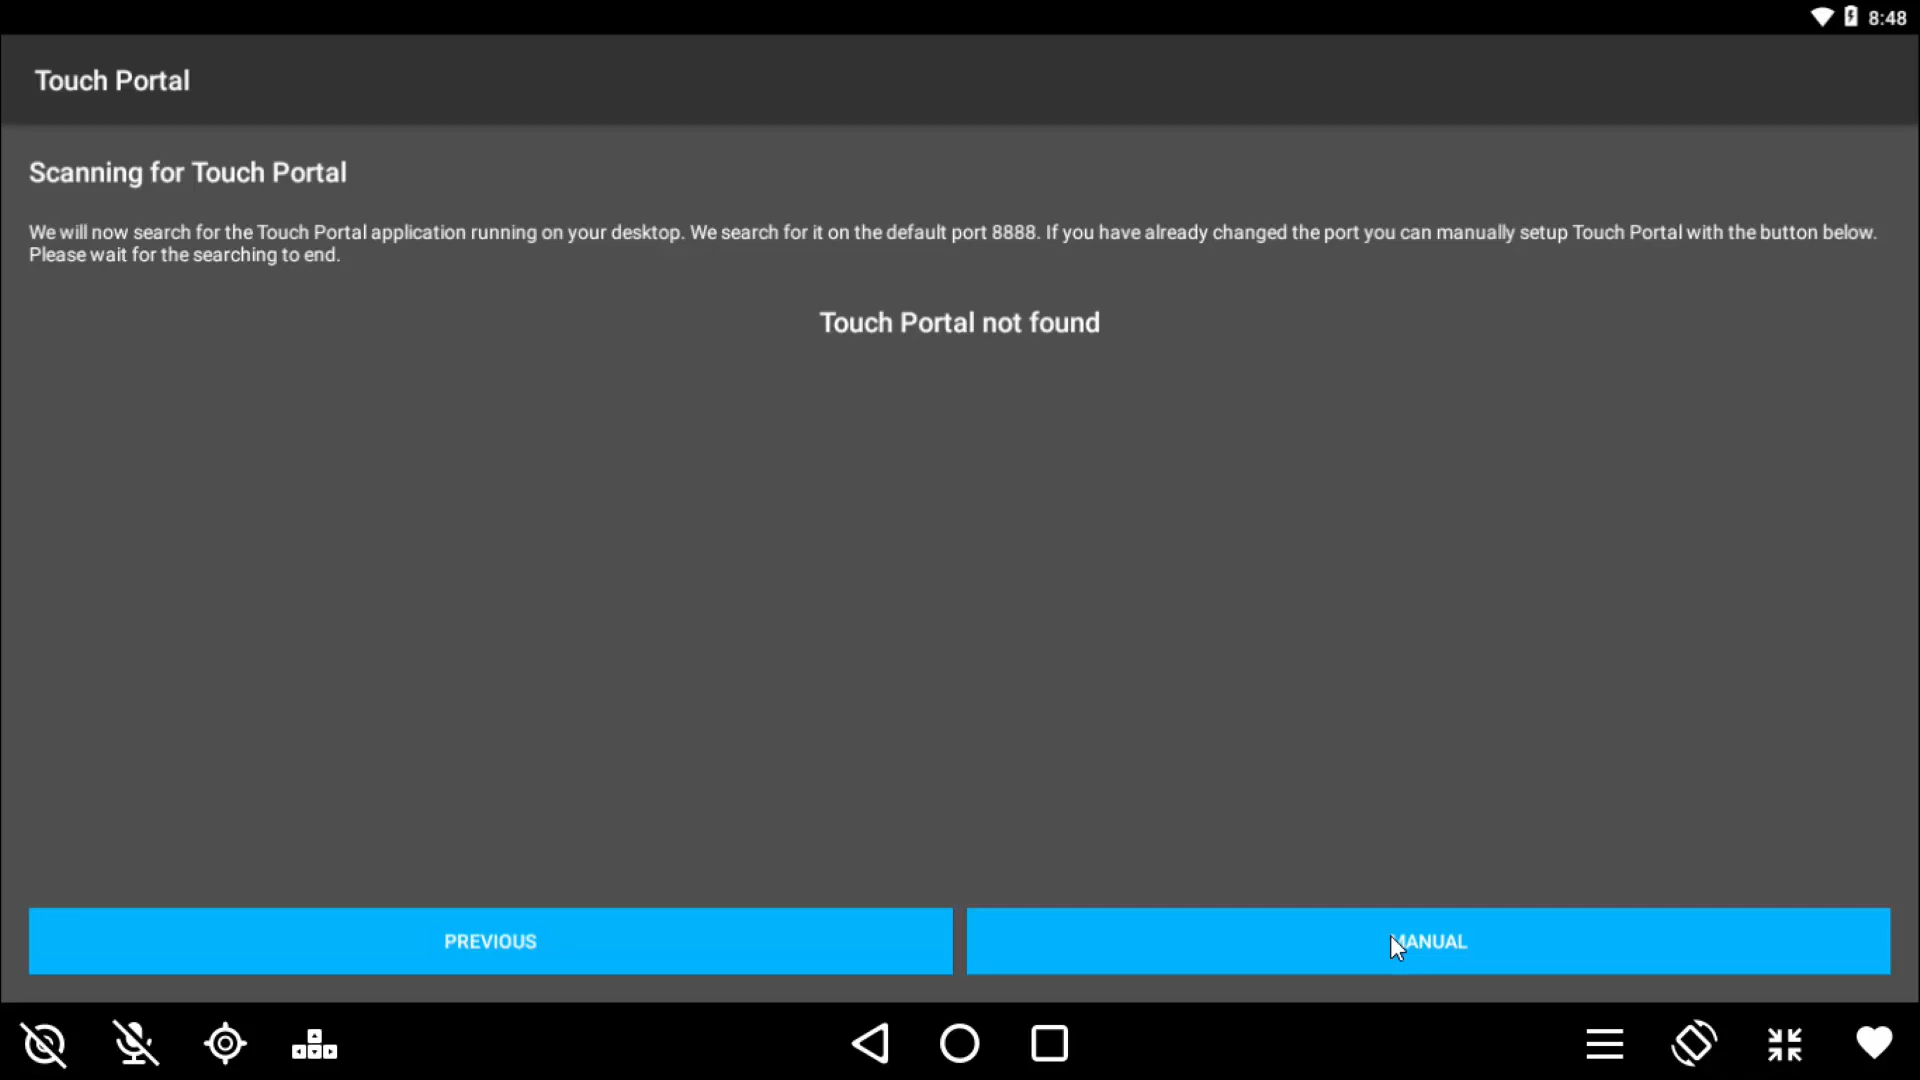 8:48
Touch Portal
Scanning for Touch Portal
We will now search for the Touch Portal application running on your desktop. We search for it on the default port 8888. If you have already changed the port you can manually setup Touch Portal with the button below.
Please wait for the searching to end.
Touch Portal not found
PREVIOUS
MANUAL